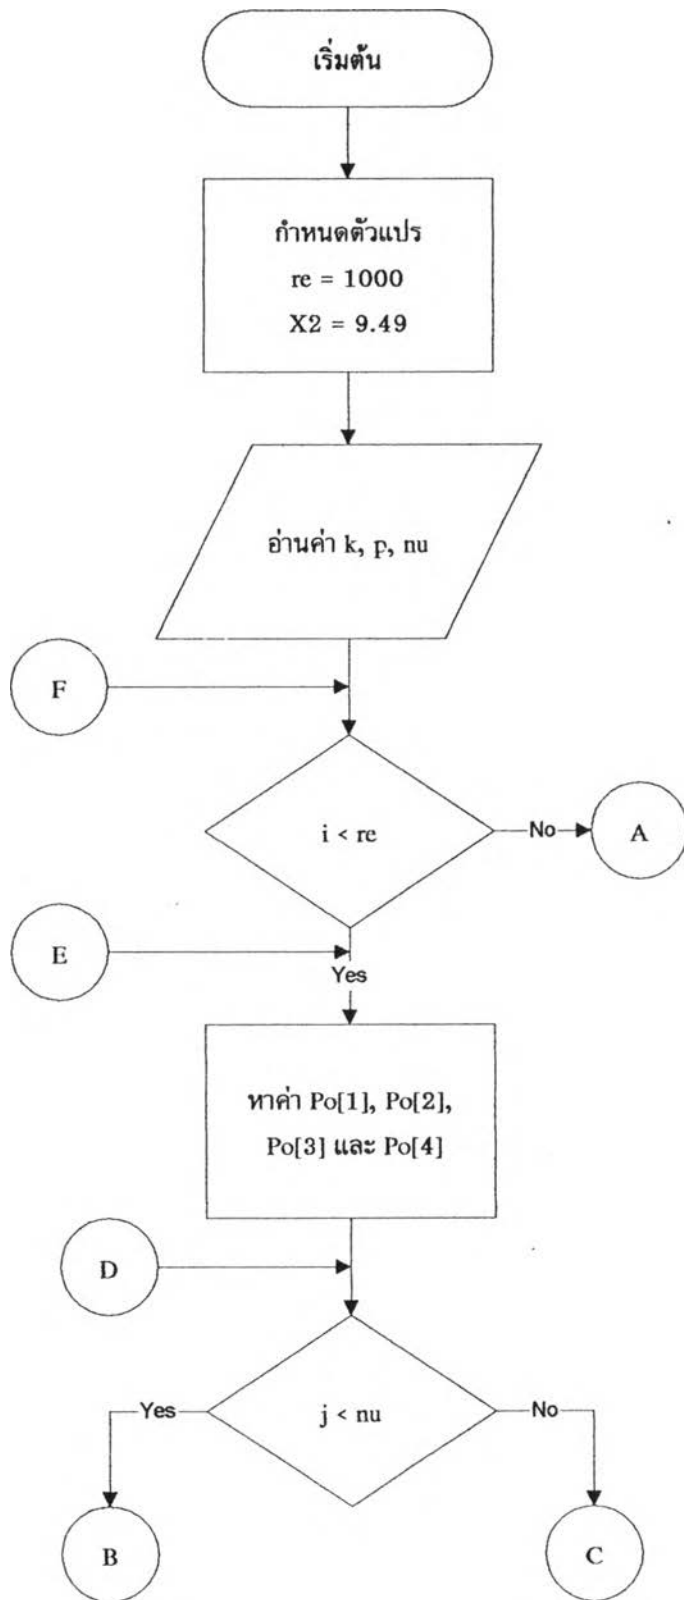 เริ่มต้น
กำหนดตัวแปร
re = 1000
X2 = 9.49
อ่านค่า k, p, nu
F
i < re
No
A
E
Yes
หาค่า Po[1], Po[2],
Po[3] และ Po[4]
D
Yes
j < nu
No
B
C